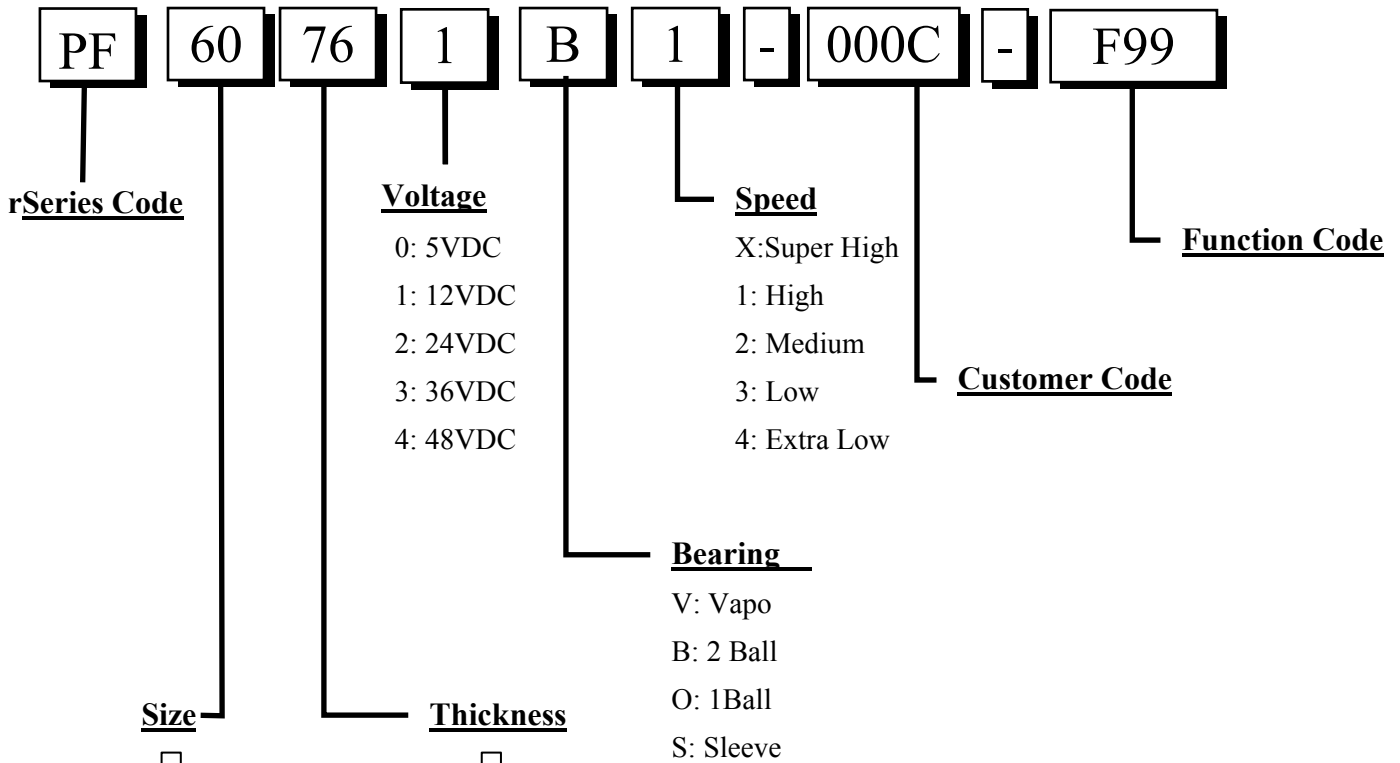 PF 60 76 1 B 1 - 000C - F99
rSeries Code
Voltage
0: 5VDC
1: 12VDC
2: 24VDC
3: 36VDC
4: 48VDC
Speed
X:Super High
1: High
2: Medium
3: Low
4: Extra Low
Function Code
Customer Code
Bearing
V: Vapo
B: 2 Ball
O: 1Ball
S: Sleeve
Size
Thickness